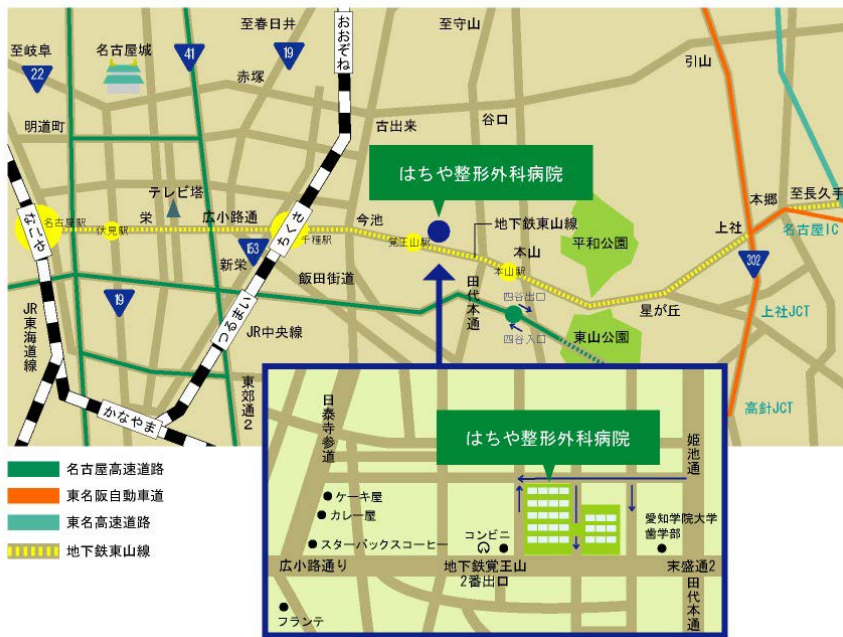 至春日井
至守山
至岐阜
名古屋城
41
19
おおぞね
22
赤塚
引山
明道町
古出来
谷口
はちや整形外科病院
テレビ塔
本郷
至長久手
なごや
名古屋駅
伏見駅
栄
広小路通
ちくさ
千種駅
今池
覚王山駅
地下鉄東山線
本山
本山駅
平和公園
上社
名古屋IC
153
新栄
飯田街道
302
田代本通
四谷出口
四谷入口
星が丘
19
JR東海道線
つるまい
JR中央線
東山公園
上社JCT
かなやま
東郊通2
高針JCT
名古屋高速道路
東名阪自動車道
東名高速道路
地下鉄東山線
日泰寺参道
はちや整形外科病院
姫池通
ケーキ屋
カレー屋
スターバックスコーヒー
コンビニ
愛知学院大学
歯学部
広小路通り
地下鉄覚王山
2番出口
末盛通2
田代本通
フランテ